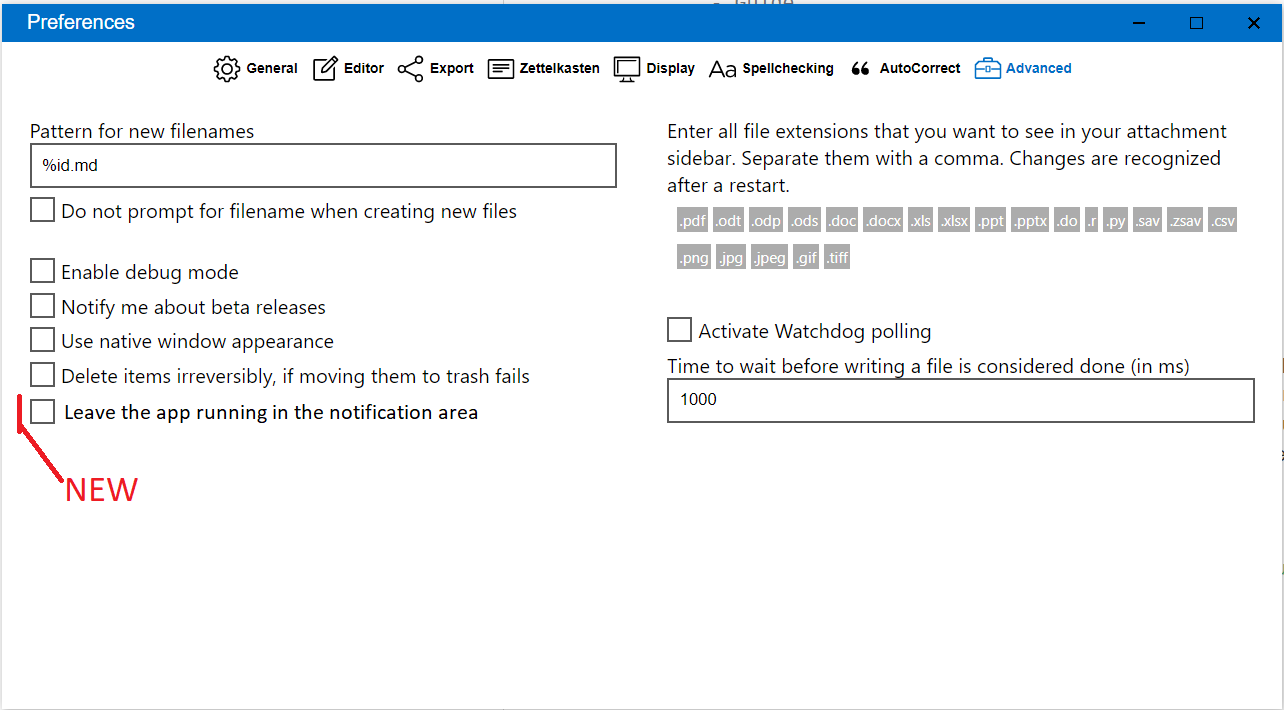 Preferences
General Editor Export Zettelkasten Display Spellchecking AutoCorrect Advanced
Pattern for new filenames
%id.md
Do not prompt for filename when creating new files
Enable debug mode
Notify me about beta releases
Use native window appearance
Delete items irreversibly, if moving them to trash fails
Leave the app running in the notification area
NEW
Enter all file extensions that you want to see in your attachment
sidebar. Separate them with a comma. Changes are recognized
after a restart.
.pdf .odt .odp .ods .doc .docx .xls .xlsx .ppt .pptx .do .r .py .sav .zsav .csv
.png .jpg .jpeg .gif .tiff
Activate Watchdog polling
Time to wait before writing a file is considered done (in ms)
1000